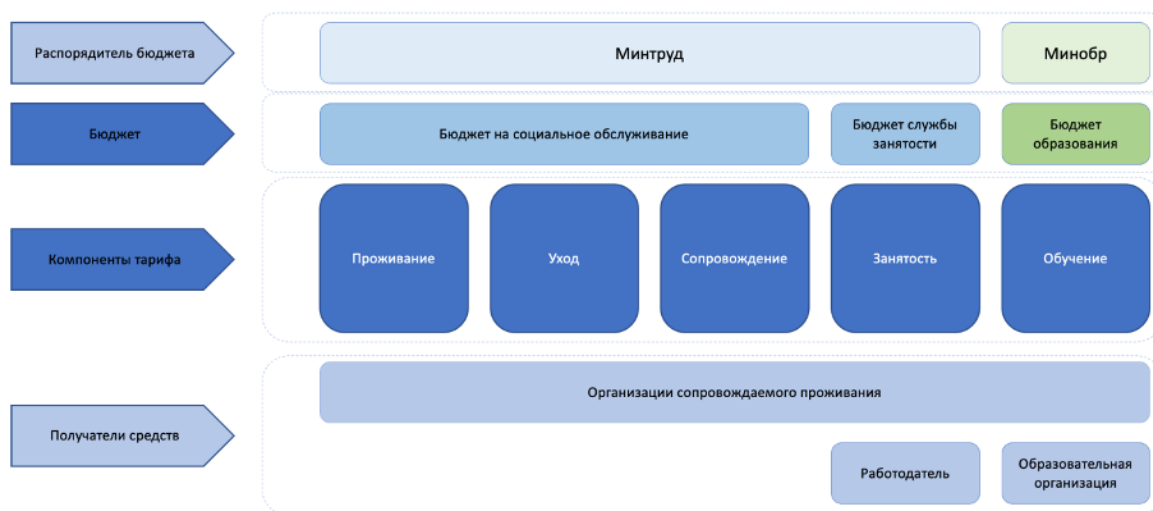 Распорядитель бюджета
Минтруд
Минобр
Бюджет
Бюджет на социальное обслуживание
Бюджет службы
занятости
Бюджет
образования
Компоненты тарифа
Проживание
Уход
Сопровождение
Занятость
Обучение
Получатели средств
Организации сопровождаемого проживания
Работодатель
Образовательная
организация